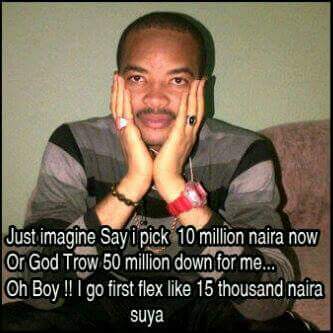 Just imagine Say i pick 10 million naira now
Or God Trow 50 million down for me...
Oh Boy !! I go first flex like 15 thousand naira
suya